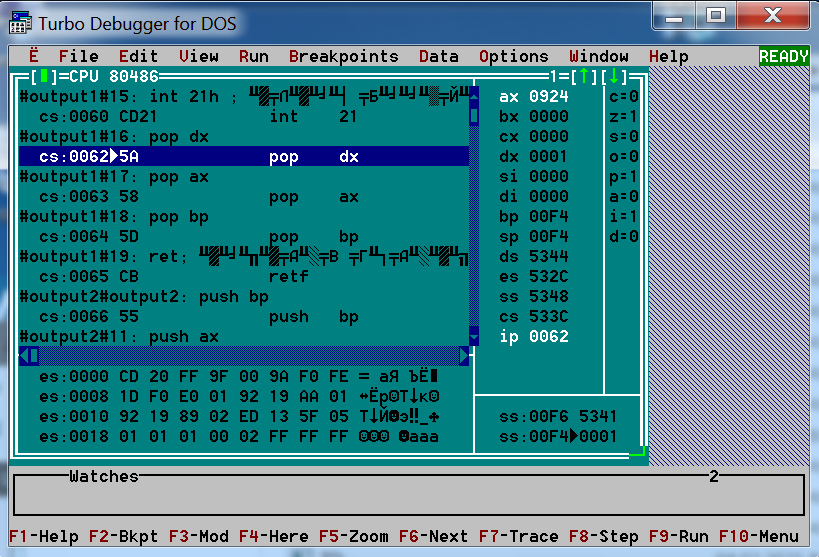 Turbo Debugger for DOS
Ë File Edit View Run Breakpoints Data Options Window Help READY
[▮]=CPU 80486 1=[↑][↓]
#output1#15: int 21h ;
cs:0060 CD21 int 21
#output1#16: pop dx
cs:0062▶5A pop dx
#output1#17: pop ax
cs:0063 58 pop ax
#output1#18: pop bp
cs:0064 5D pop bp
#output1#19: ret;
cs:0065 CB retf
#output2#output2: push bp
cs:0066 55 push bp
#output2#11: push ax
ax 0924 c=0
bx 0000 z=1
cx 0000 s=0
dx 0001 o=0
si 0000 p=1
di 0000 a=0
bp 00F4 i=1
sp 00F4 d=0
ds 5344
es 532C
ss 5348
cs 533C
ip 0062
es:0000 CD 20 FF 9F 00 9A F0 FE = aЯ ЪЁ▮
es:0008 1D F0 E0 01 92 19 AA 01
es:0010 92 19 89 02 ED 13 5F 05
es:0018 01 01 01 00 02 FF FF FF
ss:00F6 5341
ss:00F4▶0001
Watches 2
F1-Help F2-Bkpt F3-Mod F4-Here F5-Zoom F6-Next F7-Trace F8-Step F9-Run F10-Menu